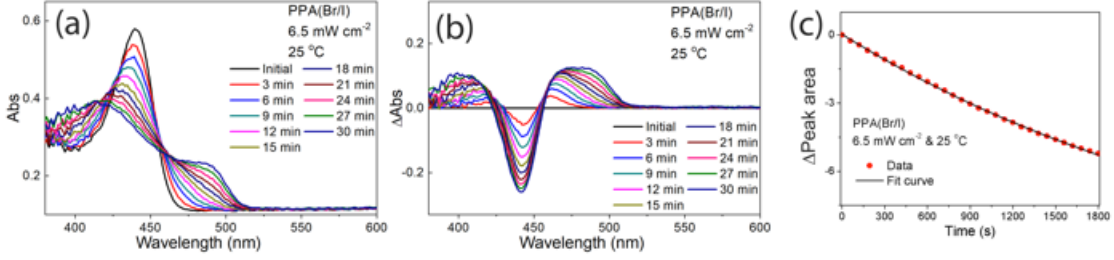 (a)
PPA(Br/I)
6.5 mW cm⁻²
25 °C
Initial
3 min
6 min
9 min
12 min
15 min
18 min
21 min
24 min
27 min
30 min
Abs
0.6
0.4
0.2
400 450 500 550 600
Wavelength (nm)
(b)
PPA(Br/I)
6.5 mW cm⁻²
25 °C
Initial
3 min
6 min
9 min
12 min
15 min
18 min
21 min
24 min
27 min
30 min
ΔAbs
0.2
0.0
-0.2
400 450 500 550 600
Wavelength (nm)
(c)
ΔPeak area
0
-3
-6
PPA(Br/I)
6.5 mW cm⁻² & 25 °C
Data
Fit curve
0 300 600 900 1200 1500 1800
Time (s)